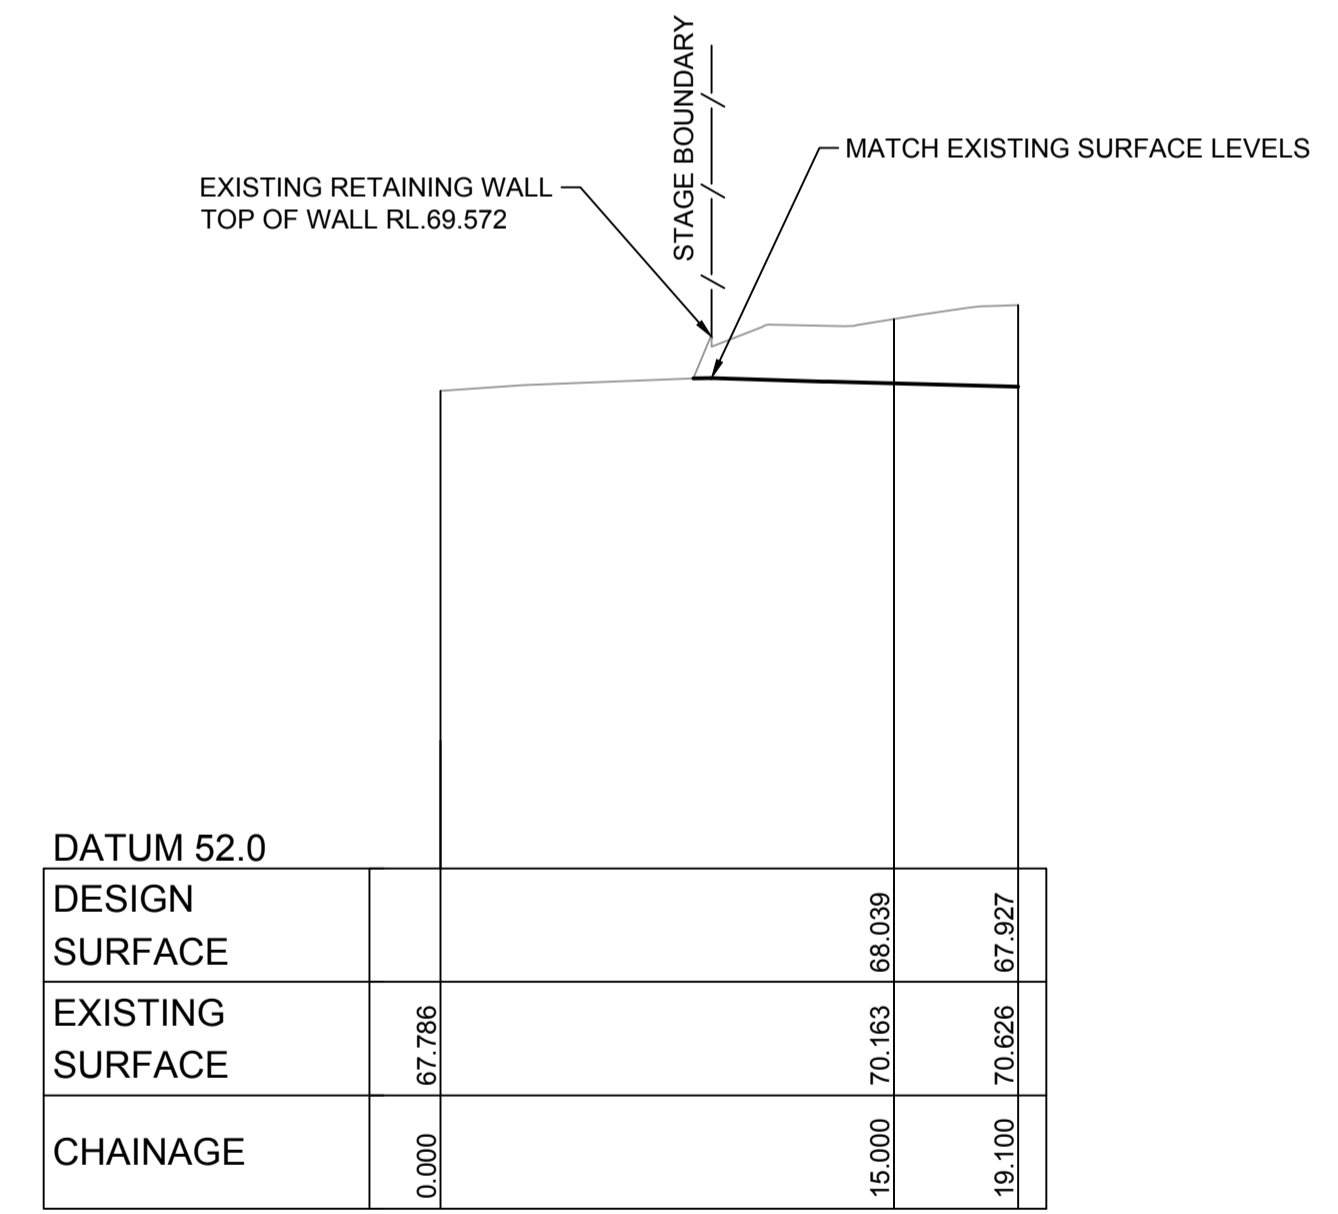 STAGE BOUNDARY
MATCH EXISTING SURFACE LEVELS
EXISTING RETAINING WALL
TOP OF WALL RL.69.572
DATUM 52.0
DESIGN
SURFACE
68.039
67.927
EXISTING
SURFACE
67.786
70.163
70.626
CHAINAGE
0.000
15.000
19.100